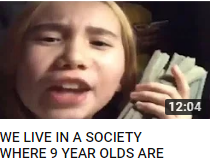 12:04
WE LIVE IN A SOCIETY
WHERE 9 YEAR OLDS ARE